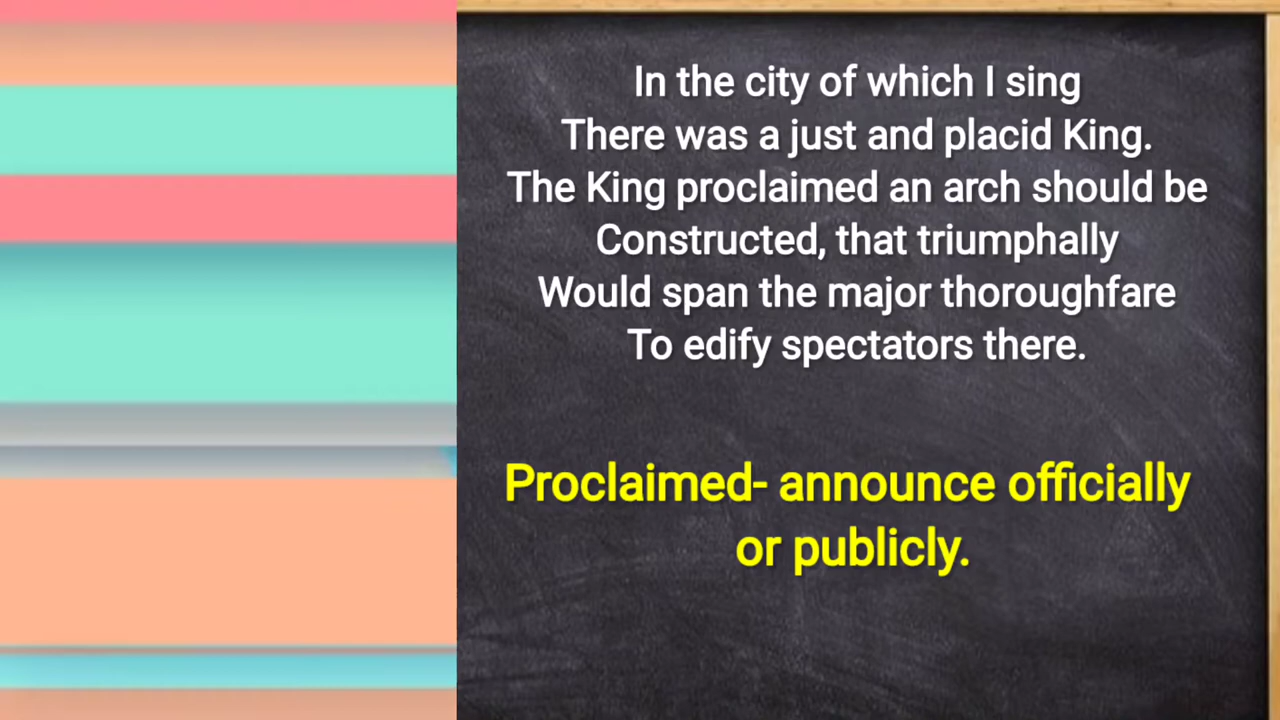 In the city of which I sing
There was a just and placid King.
The King proclaimed an arch should be
Constructed, that triumphally
Would span the major thoroughfare
To edify spectators there.
Proclaimed- announce officially
or publicly.